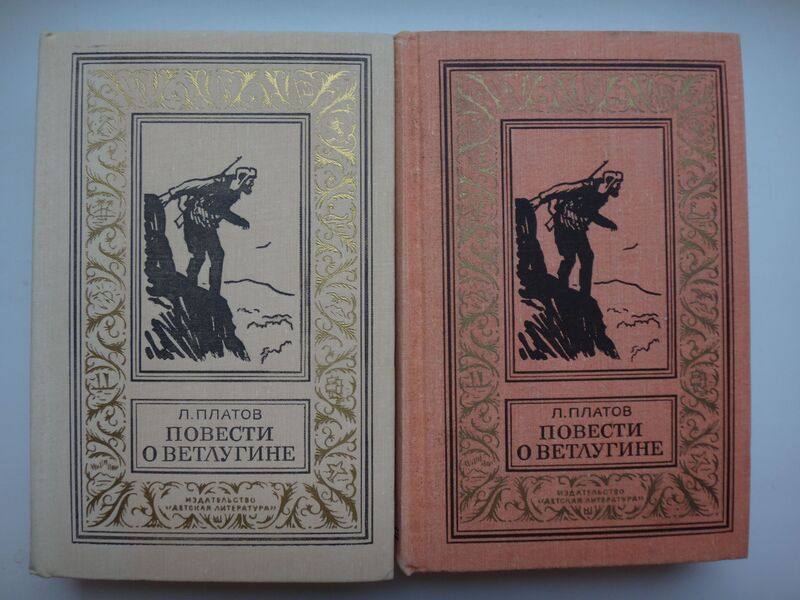 Л. ПЛАТОВ
ПОВЕСТИ
О ВЕТЛУГИНЕ
ИЗДАТЕЛЬСТВО
«ДЕТСКАЯ ЛИТЕРАТУРА»
Л. ПЛАТОВ
ПОВЕСТИ
О ВЕТЛУГИНЕ
ИЗДАТЕЛЬСТВО
«ДЕТСКАЯ ЛИТЕРАТУРА»